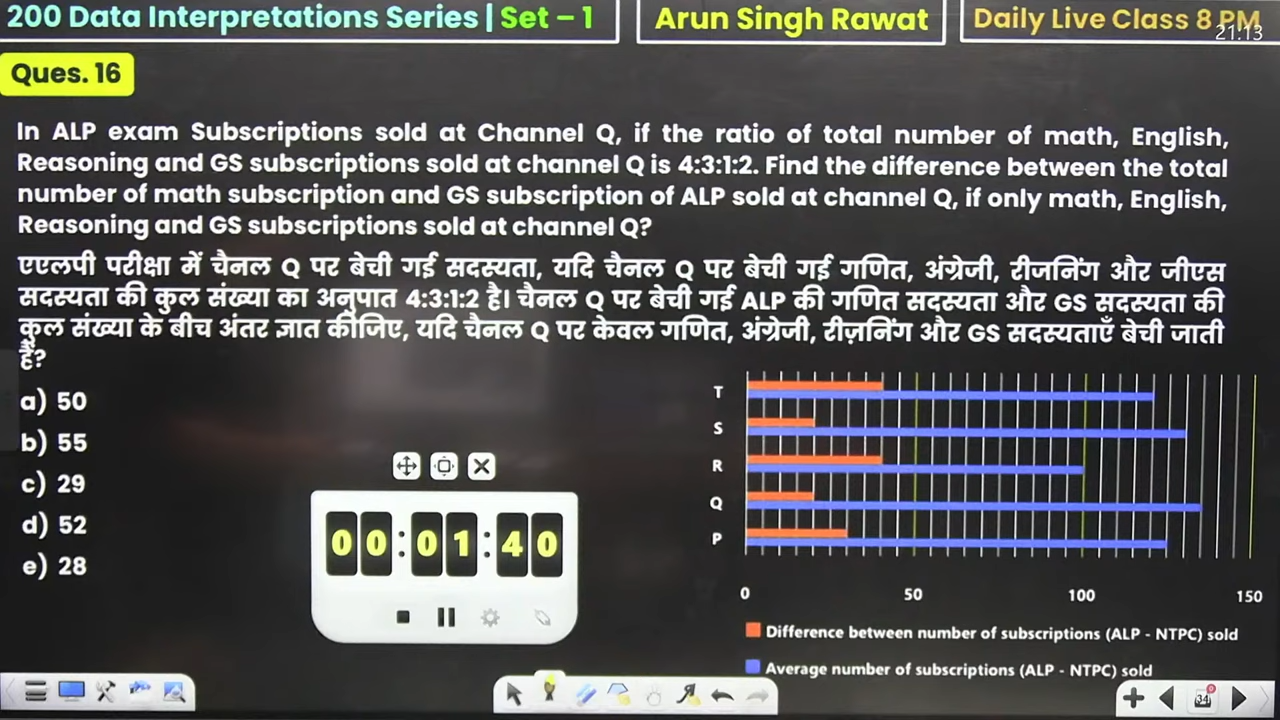 200 Data Interpretations Series | Set – 1
Arun Singh Rawat
Daily Live Class 8 PM
21:13
Ques. 16
In ALP exam Subscriptions sold at Channel Q, if the ratio of total number of math, English,
Reasoning and GS subscriptions sold at channel Q is 4:3:1:2. Find the difference between the total
number of math subscription and GS subscription of ALP sold at channel Q, if only math, English,
Reasoning and GS subscriptions sold at channel Q?
एएलपी परीक्षा में चैनल Q पर बेची गई सदस्यता, यदि चैनल Q पर बेची गई गणित, अंग्रेजी, रीजनिंग और जीएस
सदस्यता की कुल संख्या का अनुपात 4:3:1:2 है। चैनल Q पर बेची गई ALP की गणित सदस्यता और GS सदस्यता की
कुल संख्या के बीच अंतर ज्ञात कीजिए, यदि चैनल Q पर केवल गणित, अंग्रेजी, रीज़निंग और GS सदस्यताएँ बेची जाती
हैं?
a) 50
b) 55
c) 29
d) 52
e) 28
00:01:40
T
S
R
Q
P
0 50 100 150
Difference between number of subscriptions (ALP - NTPC) sold
Average number of subscriptions (ALP - NTPC) sold
34